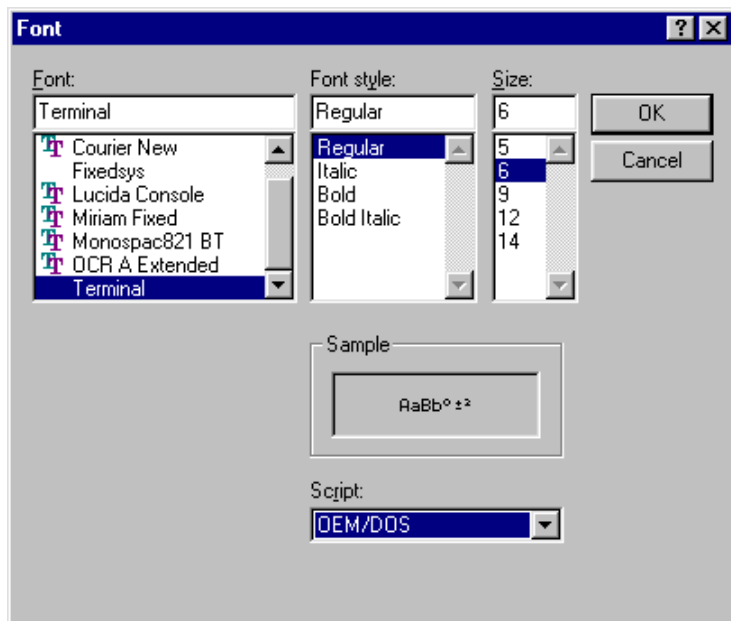 Font
Font:
Terminal
Courier New
Fixedsys
Lucida Console
Miriam Fixed
Monospac821 BT
OCR A Extended
Terminal
Font style:
Regular
Regular
Italic
Bold
Bold Italic
Size:
6
5
6
9
12
14
OK
Cancel
Sample
AaBbº±²
Script:
OEM/DOS